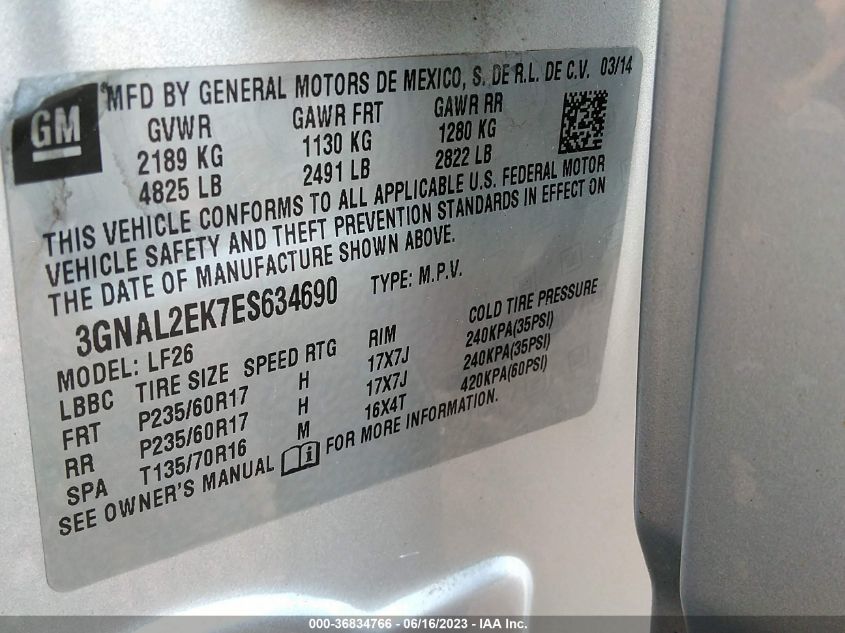 GM
MFD BY GENERAL MOTORS DE MEXICO, S. DE R.L. DE C.V. 03/14
GVWR GAWR FRT GAWR RR
2189 KG 1130 KG 1280 KG
4825 LB 2491 LB 2822 LB
THIS VEHICLE CONFORMS TO ALL APPLICABLE U.S. FEDERAL MOTOR
VEHICLE SAFETY AND THEFT PREVENTION STANDARDS IN EFFECT ON
THE DATE OF MANUFACTURE SHOWN ABOVE.
3GNAL2EK7ES634690 TYPE: M.P.V.
MODEL: LF26
LBBC TIRE SIZE SPEED RTG RIM COLD TIRE PRESSURE
FRT P235/60R17 H 17X7J 240KPA(35PSI)
RR P235/60R17 H 17X7J 240KPA(35PSI)
SPA T135/70R16 M 16X4T 420KPA(60PSI)
SEE OWNER'S MANUAL i FOR MORE INFORMATION.
000-36834766 - 06/16/2023 - IAA Inc.